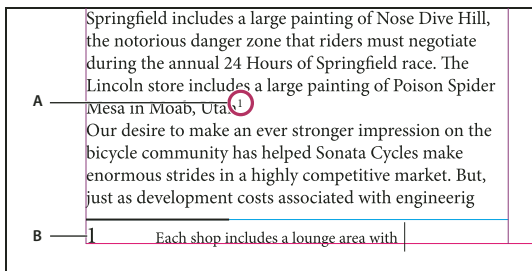 Springfield includes a large painting of Nose Dive Hill,
the notorious danger zone that riders must negotiate
during the annual 24 Hours of Springfield race. The
Lincoln store includes a large painting of Poison Spider
A Mesa in Moab, Utah.1
Our desire to make an ever stronger impression on the
bicycle community has helped Sonata Cycles make
enormous strides in a highly competitive market. But,
just as development costs associated with engineerig
B 1 Each shop includes a lounge area with